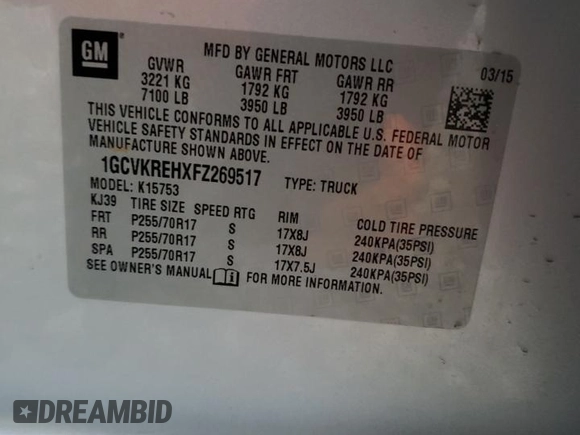 GM
MFD BY GENERAL MOTORS LLC
03/15
GVWR GAWR FRT GAWR RR
3221 KG 1792 KG 1792 KG
7100 LB 3950 LB 3950 LB
THIS VEHICLE CONFORMS TO ALL APPLICABLE U.S. FEDERAL MOTOR
VEHICLE SAFETY STANDARDS IN EFFECT ON THE DATE OF
MANUFACTURE SHOWN ABOVE.
1GCVKREHXFZ269517 TYPE: TRUCK
MODEL: K15753
KJ39 TIRE SIZE SPEED RTG RIM COLD TIRE PRESSURE
FRT P255/70R17 S 17X8J 240KPA(35PSI)
RR P255/70R17 S 17X8J 240KPA(35PSI)
SPA P255/70R17 S 17X7.5J 240KPA(35PSI)
SEE OWNER'S MANUAL FOR MORE INFORMATION.
DREAMBID